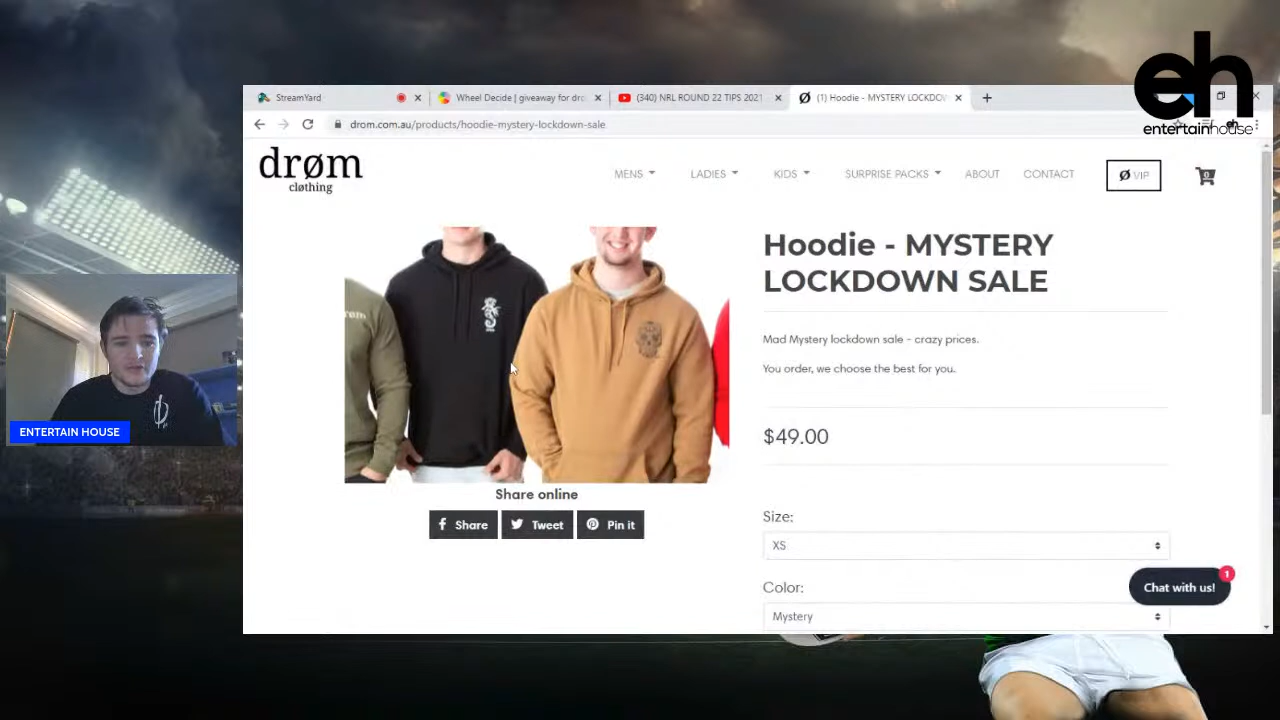 eh
entertainhouse
StreamYard
Wheel Decide | giveaway for dro
(340) NRL ROUND 22 TIPS 2021
(1) Hoodie - MYSTERY LOCKDOW
drom.com.au/products/hoodie-mystery-lockdown-sale
drøm
cløthing
MENS
LADIES
KIDS
SURPRISE PACKS
ABOUT
CONTACT
Ø VIP
0
Hoodie - MYSTERY
LOCKDOWN SALE
Mad Mystery lockdown sale - crazy prices.
You order, we choose the best for you.
$49.00
Share online
Share
Tweet
Pin it
Size:
XS
Color:
Mystery
Chat with us!
1
ENTERTAIN HOUSE